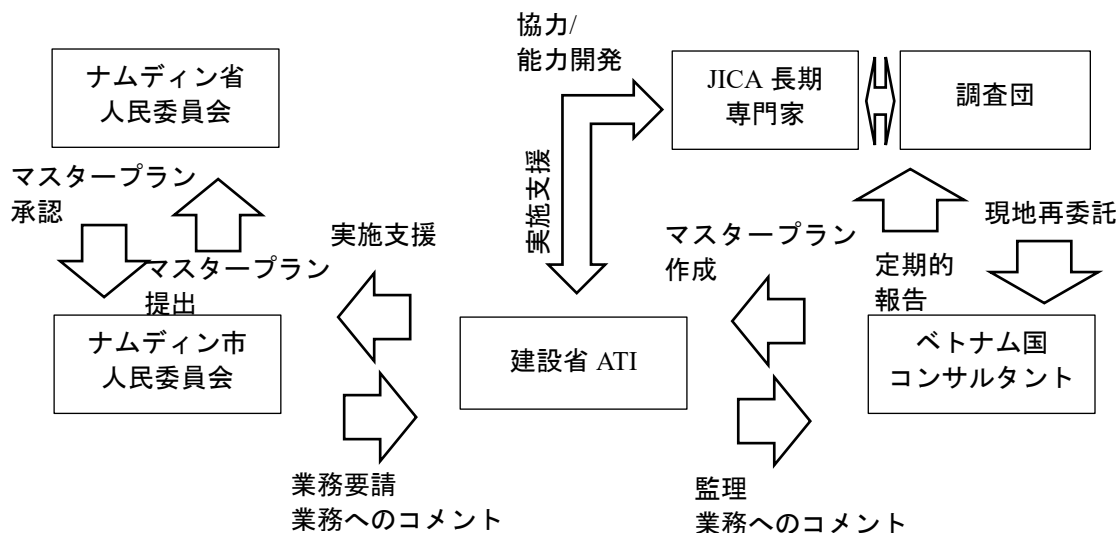 協力/
能力開発
ナムディン省
人民委員会
JICA 長期
専門家
調査団
マスタープラン
承認
実施支援
実施支援
マスタープラン
作成
現地再委託
定期的
報告
マスタープラン
提出
ナムディン市
人民委員会
建設省 ATI
ベトナム国
コンサルタント
業務要請
業務へのコメント
監理
業務へのコメント